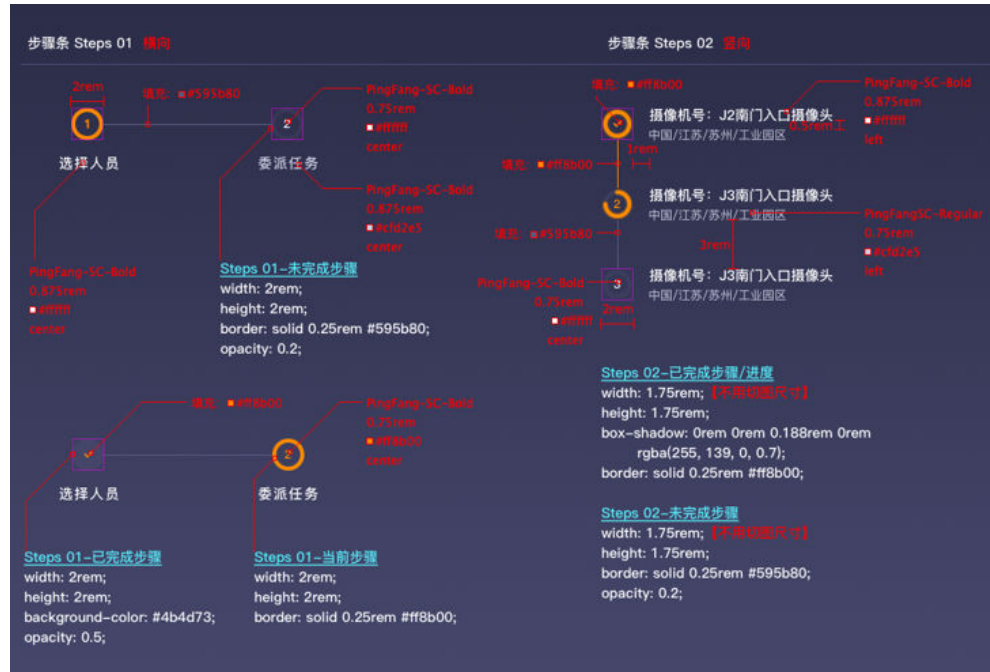 步骤条 Steps 01 横向
2rem
填充: #595b80
PingFang-SC-Bold
0.75rem
#ffffff
center
1
2
选择人员
委派任务
PingFang-SC-Bold
0.875rem
#cfd2e5
center
PingFang-SC-Bold
0.875rem
#ffffff
center
Steps 01-未完成步骤
width: 2rem;
height: 2rem;
border: solid 0.25rem #595b80;
opacity: 0.2;
填充: #ff8b00
PingFang-SC-Bold
0.75rem
#ff8b00
center
2
选择人员
委派任务
Steps 01-已完成步骤
width: 2rem;
height: 2rem;
background-color: #4b4d73;
opacity: 0.5;
Steps 01-当前步骤
width: 2rem;
height: 2rem;
border: solid 0.25rem #ff8b00;
步骤条 Steps 02 竖向
填充: #ff8b00
PingFang-SC-Bold
0.875rem
#ffffff
left
摄像机号：J2南门入口摄像头
中国/江苏/苏州/工业园区
0.5rem
1rem
填充: #ff8b00
2
摄像机号：J3南门入口摄像头
中国/江苏/苏州/工业园区
PingFangSC-Regular
0.75rem
#cfd2e5
left
填充: #595b80
3rem
PingFang-SC-Bold
0.75rem
#ffffff
center
3
摄像机号：J3南门入口摄像头
中国/江苏/苏州/工业园区
2rem
Steps 02-已完成步骤/进度
width: 1.75rem;【不用切图尺寸】
height: 1.75rem;
box-shadow: 0rem 0rem 0.188rem 0rem
rgba(255, 139, 0, 0.7);
border: solid 0.25rem #ff8b00;
Steps 02-未完成步骤
width: 1.75rem;【不用切图尺寸】
height: 1.75rem;
border: solid 0.25rem #595b80;
opacity: 0.2;